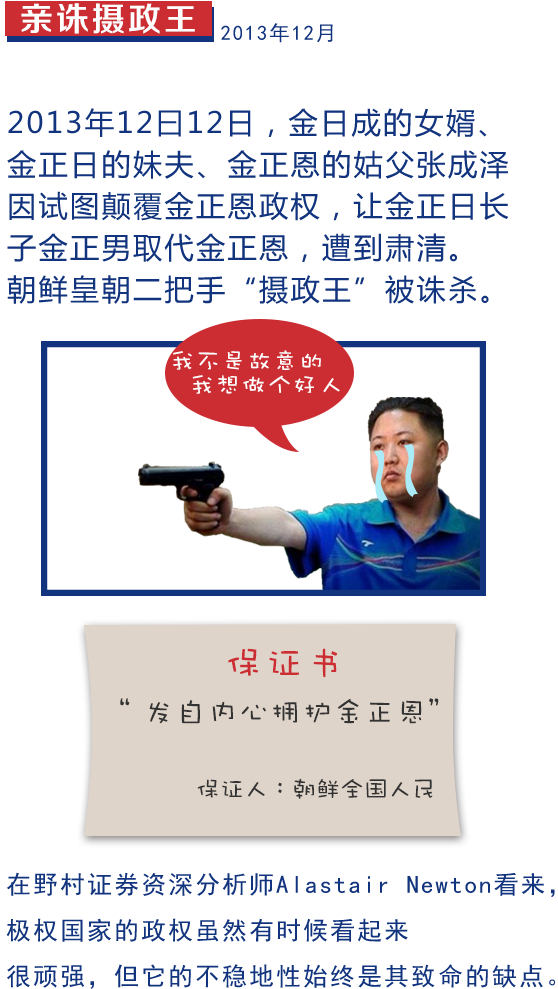 亲诛摄政王
2013年12月
2013年12日12日，金日成的女婿、
金正日的妹夫、金正恩的姑父张成泽
因试图颠覆金正恩政权，让金正日长
子金正男取代金正恩，遭到肃清。
朝鲜皇朝二把手“摄政王”被诛杀。
我不是故意的
我想做个好人
保证书
“发自内心拥护金正恩”
保证人：朝鲜全国人民
在野村证券资深分析师Alastair Newton看来，
极权国家的政权虽然有时候看起来
很顽强，但它的不稳地性始终是其致命的缺点。